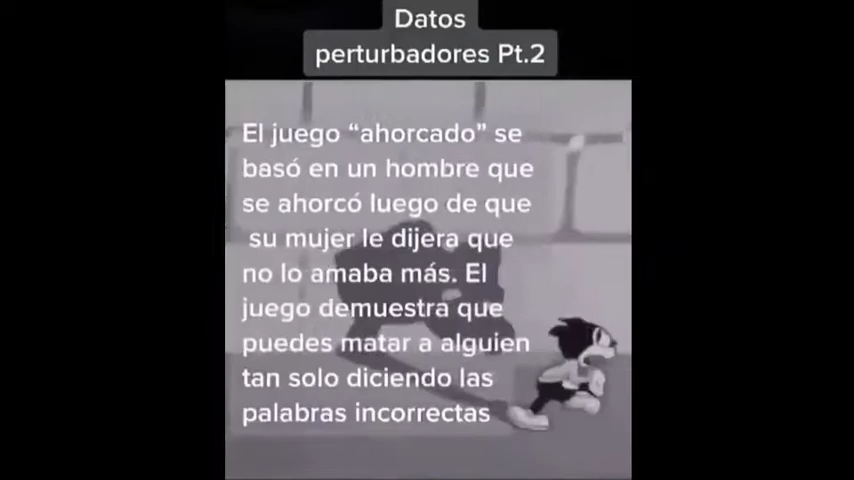 Datos
perturbadores Pt.2
El juego “ahorcado” se
basó en un hombre que
se ahorcó luego de que
su mujer le dijera que
no lo amaba más. El
juego demuestra que
puedes matar a alguien
tan solo diciendo las
palabras incorrectas